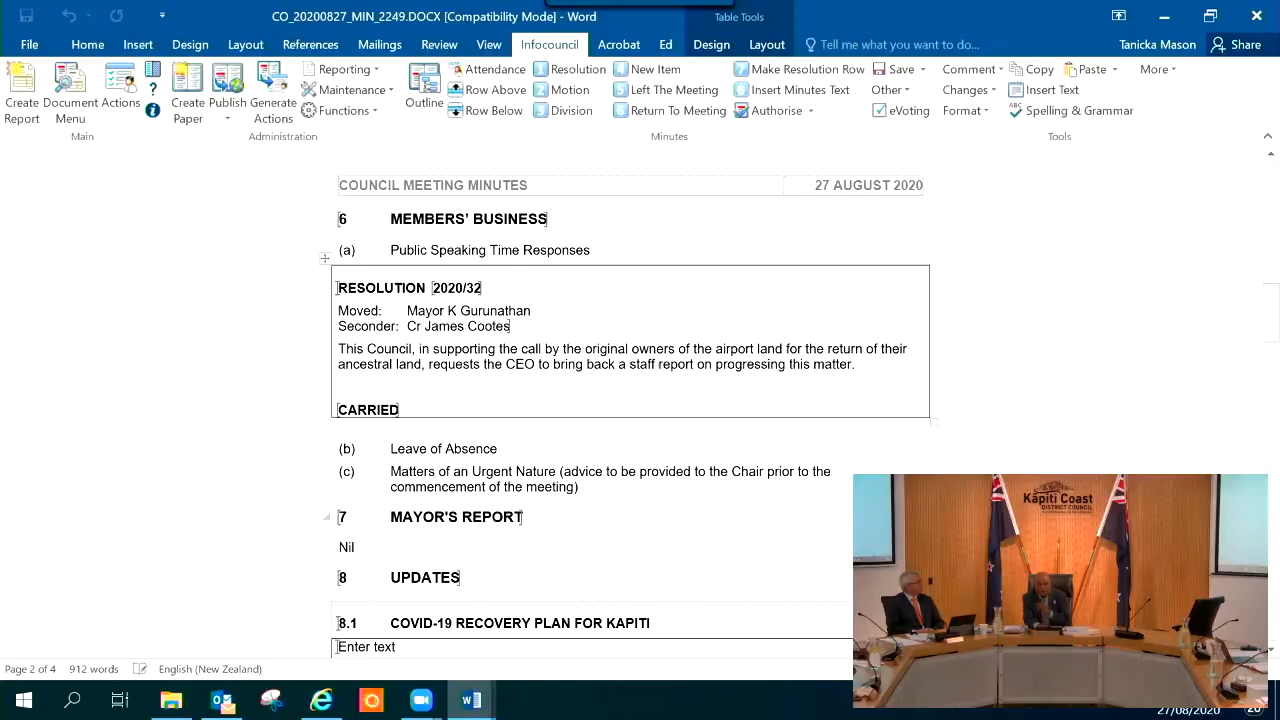 CO_20200827_MIN_2249.DOCX [Compatibility Mode] - Word
Table Tools
File Home Insert Design Layout References Mailings Review View Infocouncil Acrobat Ed Design Layout Tell me what you want to do... Tanicka Mason Share
Create Report
Document Menu
Actions
Create Paper
Publish
Generate Actions
Reporting
Maintenance
Functions
Outline
Attendance
Row Above
Row Below
Resolution
Motion
Division
New Item
Left The Meeting
Return To Meeting
Make Resolution Row
Insert Minutes Text
Authorise
Save
Other
eVoting
Comment
Changes
Format
Copy
Paste
Insert Text
Spelling & Grammar
More
Main Administration Minutes Tools
COUNCIL MEETING MINUTES 27 AUGUST 2020
6 MEMBERS' BUSINESS
(a) Public Speaking Time Responses
RESOLUTION 2020/32
Moved: Mayor K Gurunathan
Seconder: Cr James Cootes
This Council, in supporting the call by the original owners of the airport land for the return of their
ancestral land, requests the CEO to bring back a staff report on progressing this matter.
CARRIED
(b) Leave of Absence
(c) Matters of an Urgent Nature (advice to be provided to the Chair prior to the
commencement of the meeting)
7 MAYOR'S REPORT
Nil
8 UPDATES
8.1 COVID-19 RECOVERY PLAN FOR KAPITI
Enter text
Kāpiti Coast
DISTRICT COUNCIL
Page 2 of 4 912 words English (New Zealand)
27/08/2020